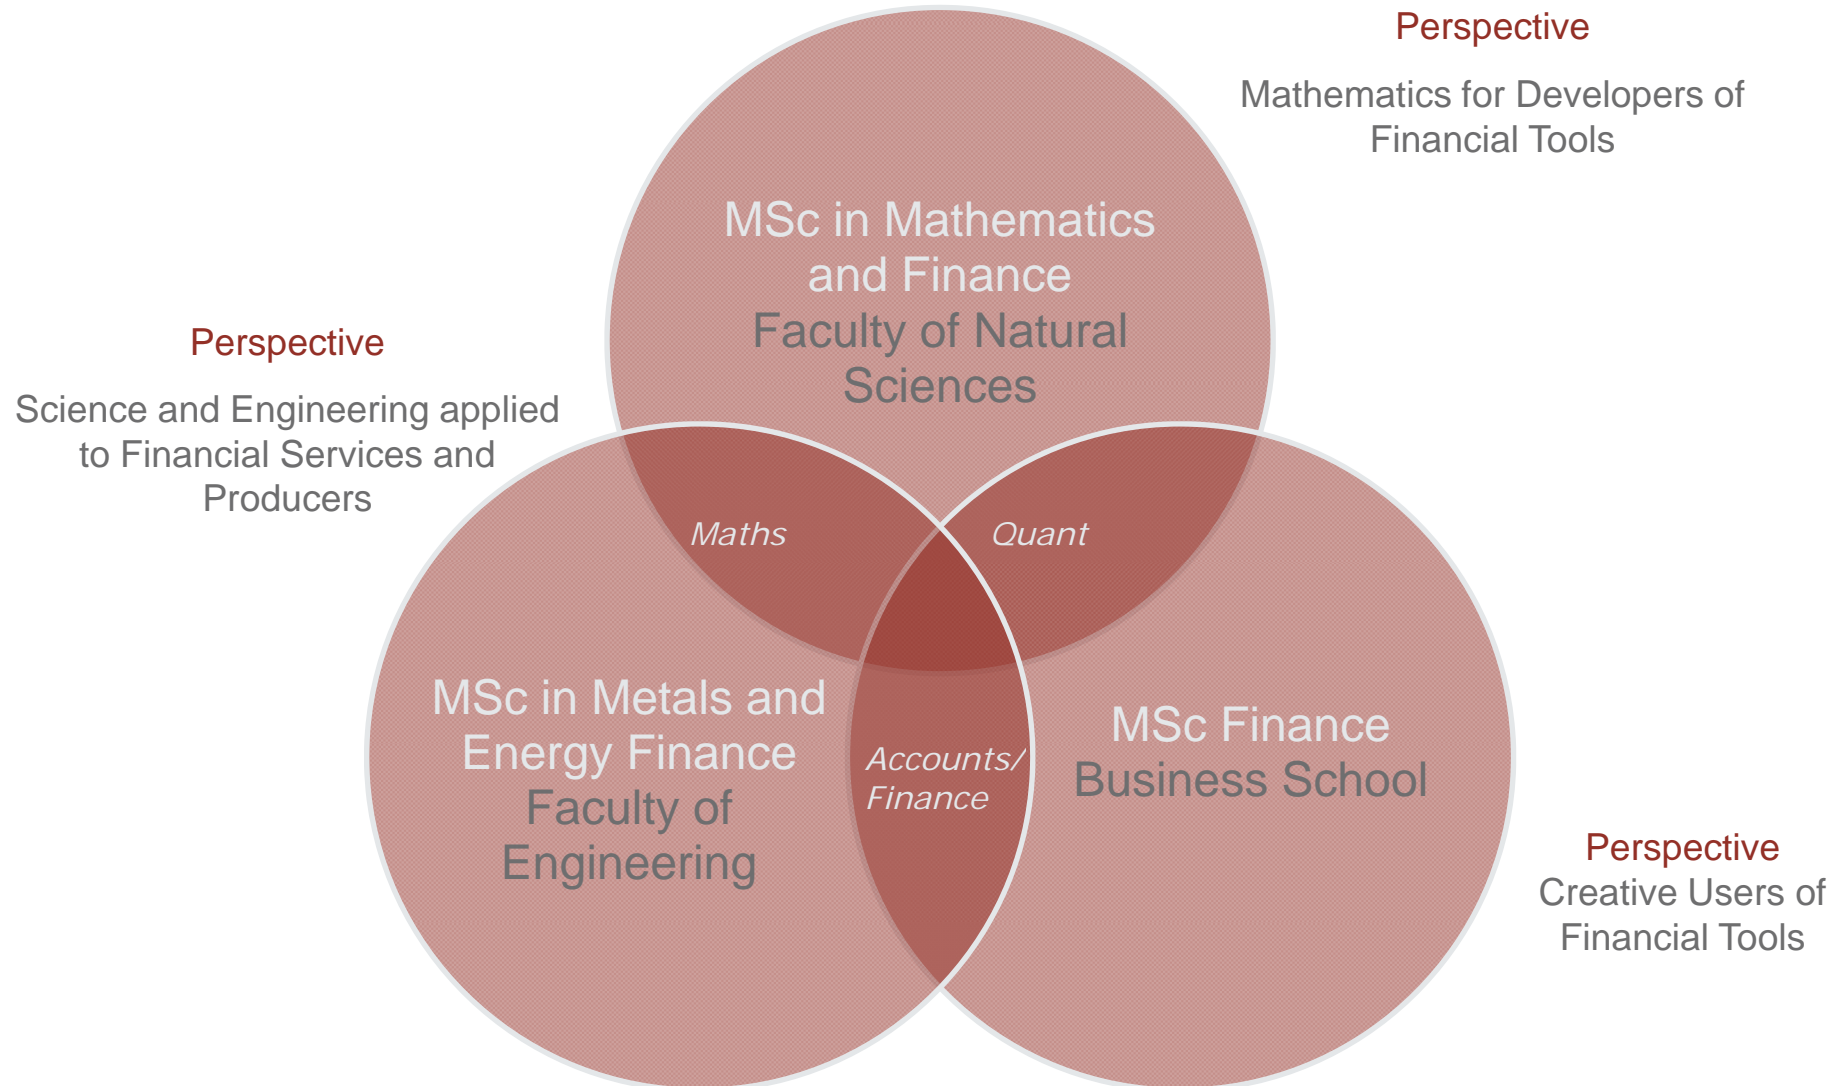 Perspective
Mathematics for Developers of
Financial Tools
MSc in Mathematics
and Finance
Faculty of Natural
Sciences
Perspective
Science and Engineering applied
to Financial Services and
Producers
Maths
Quant
MSc in Metals and
Energy Finance
Faculty of
Engineering
Accounts/
Finance
MSc Finance
Business School
Perspective
Creative Users of
Financial Tools